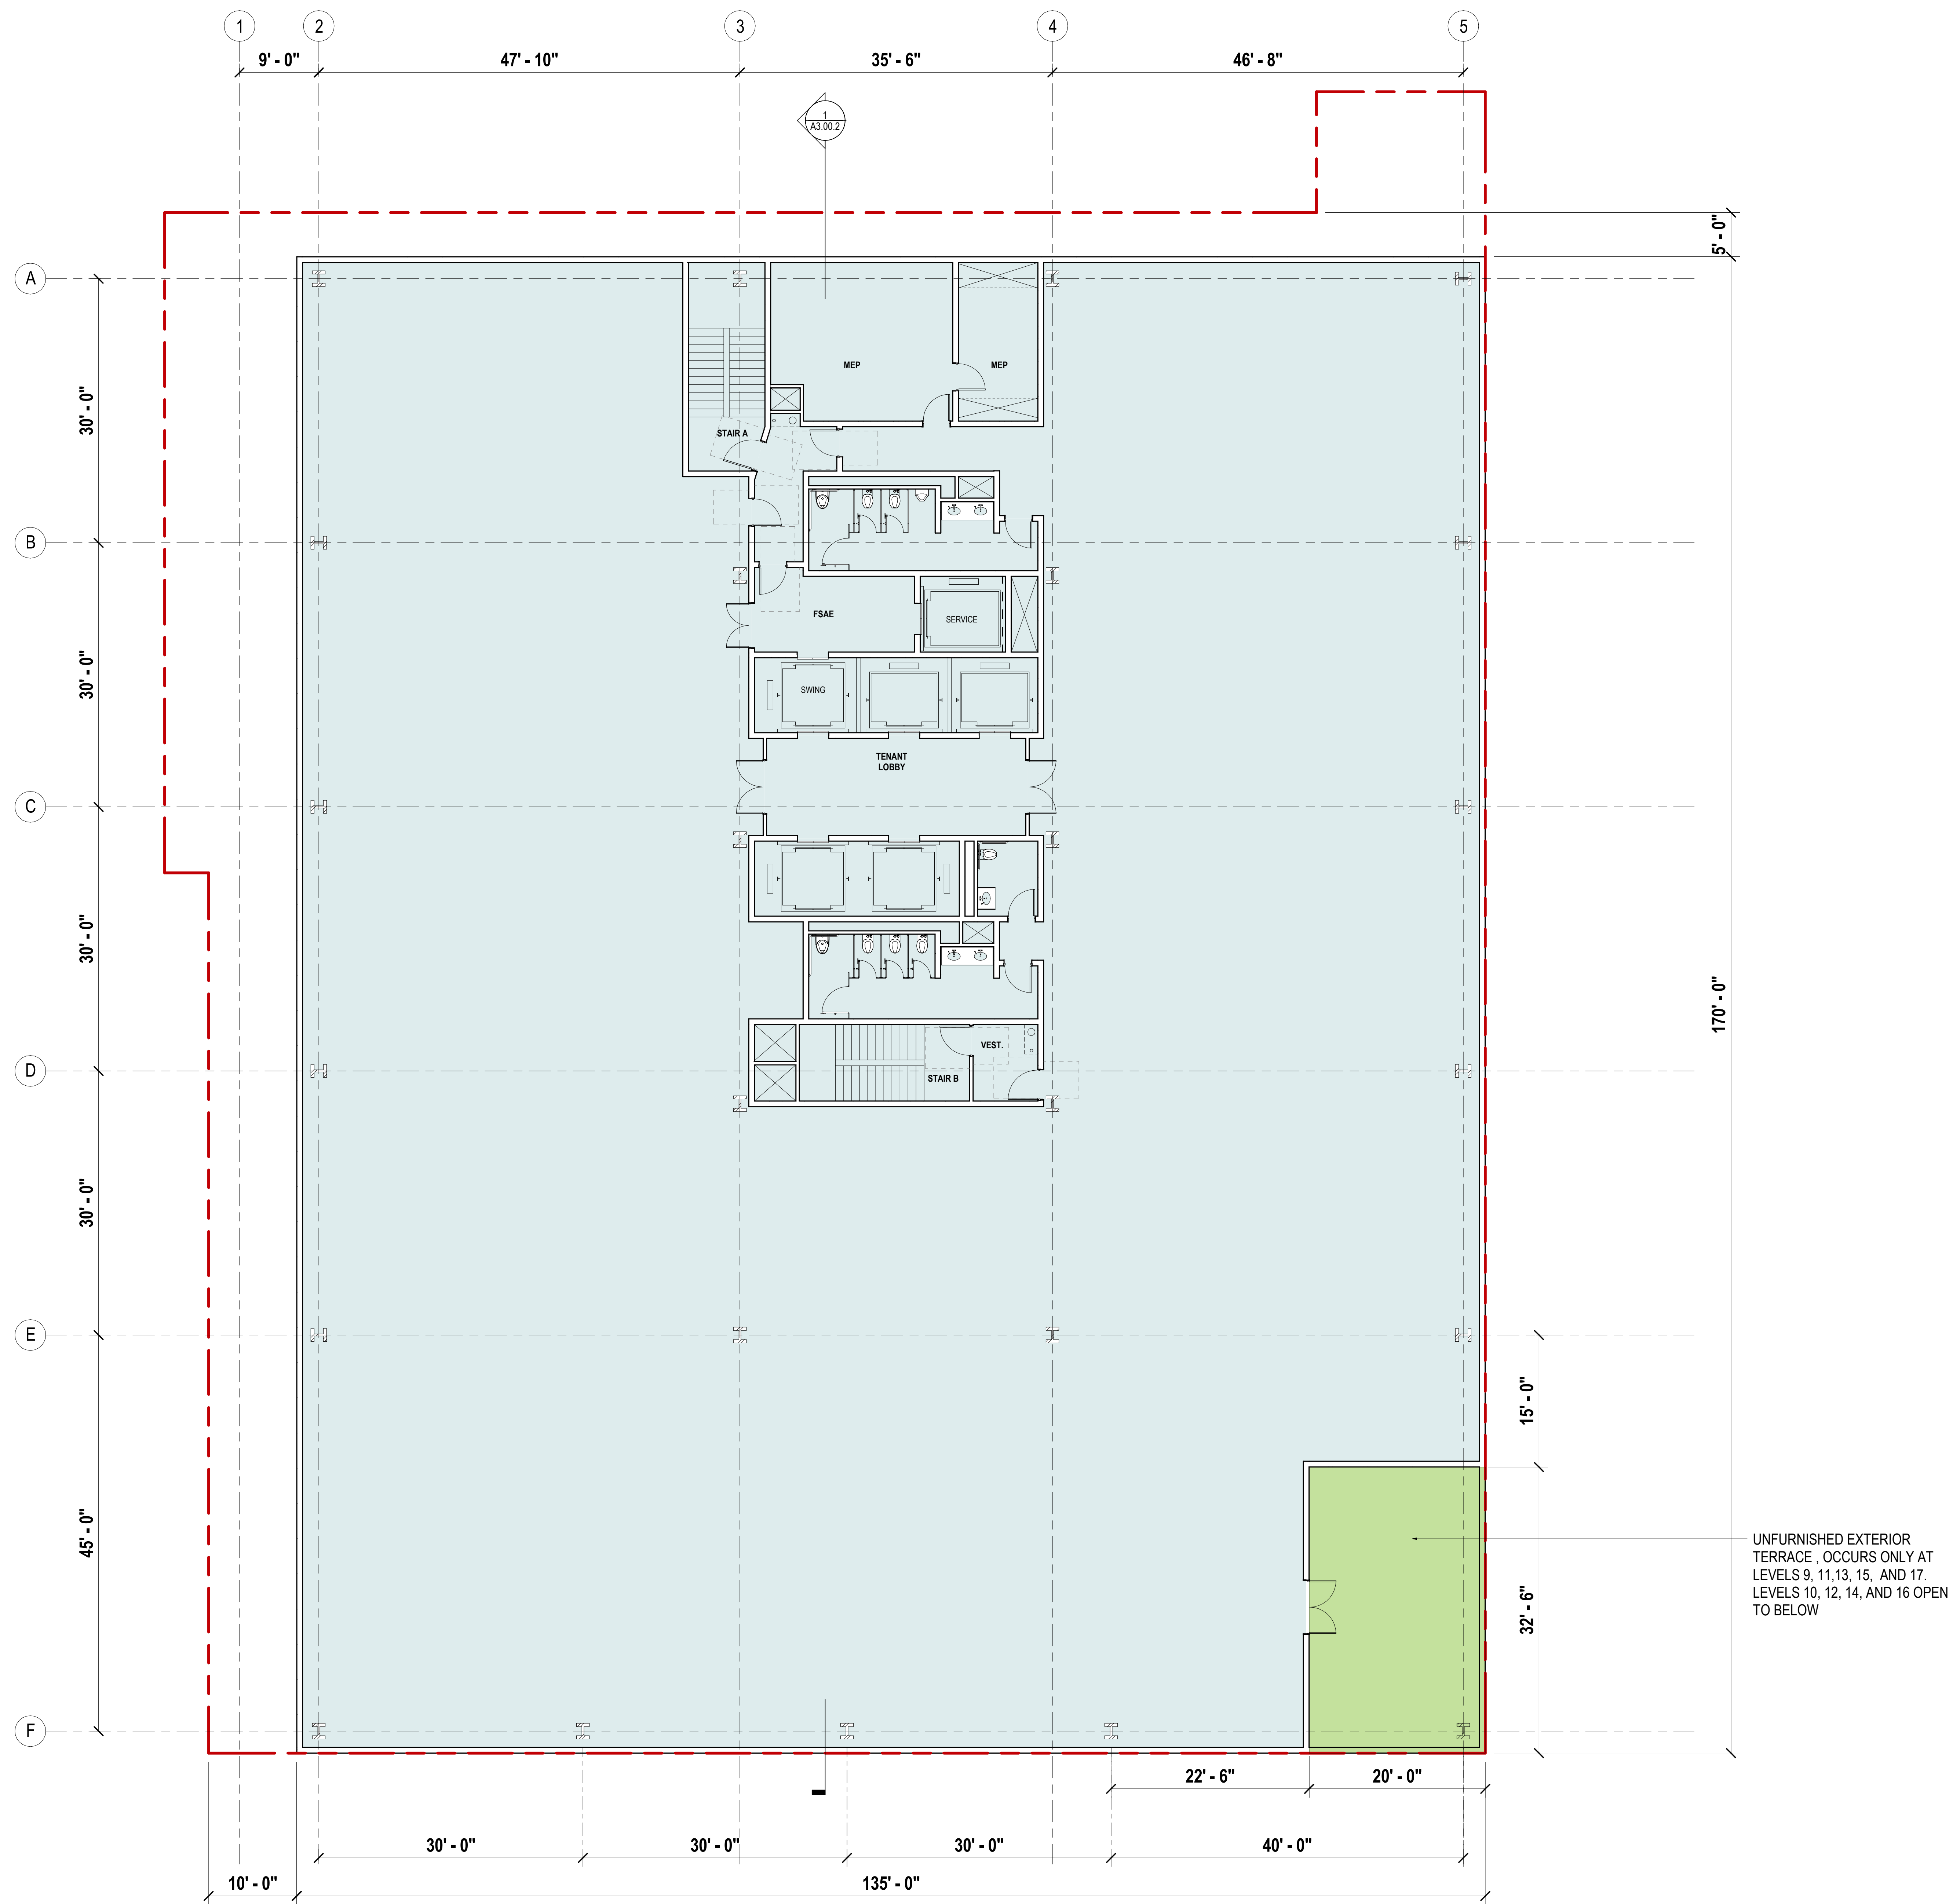 1
2
3
4
5
9' - 0"
47' - 10"
35' - 6"
46' - 8"
1
A3.00.2
5' - 0"
A
30' - 0"
MEP
MEP
STAIR A
B
FSAE
SERVICE
30' - 0"
SWING
TENANT
LOBBY
C
30' - 0"
170' - 0"
VEST.
D
STAIR B
30' - 0"
E
15' - 0"
45' - 0"
UNFURNISHED EXTERIOR
TERRACE , OCCURS ONLY AT
LEVELS 9, 11,13, 15, AND 17.
LEVELS 10, 12, 14, AND 16 OPEN
TO BELOW
32' - 6"
F
22' - 6"
20' - 0"
30' - 0"
30' - 0"
30' - 0"
40' - 0"
10' - 0"
135' - 0"